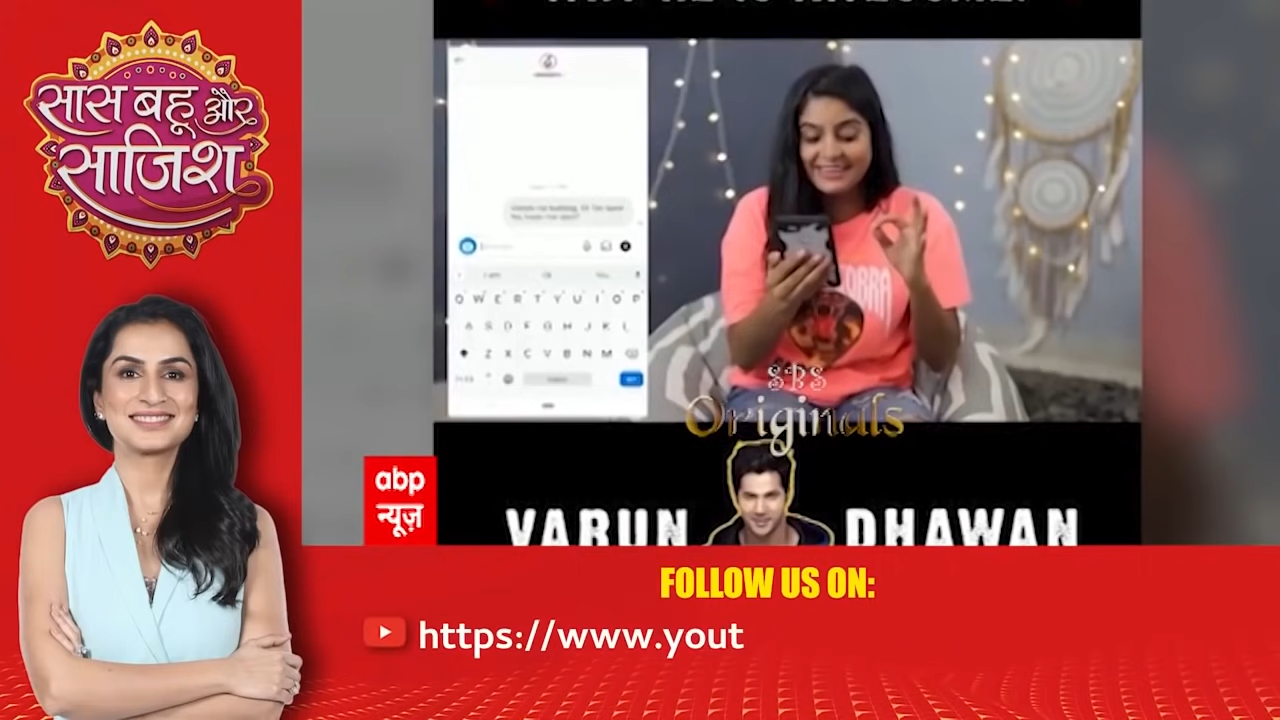 सास बहू और
साजिश
Q W E R T Y U I O P
A S D F G H J K L
Z X C V B N M
SBS
Originals
abp
न्यूज़
VARUN DHAWAN
FOLLOW US ON:
https://www.yout